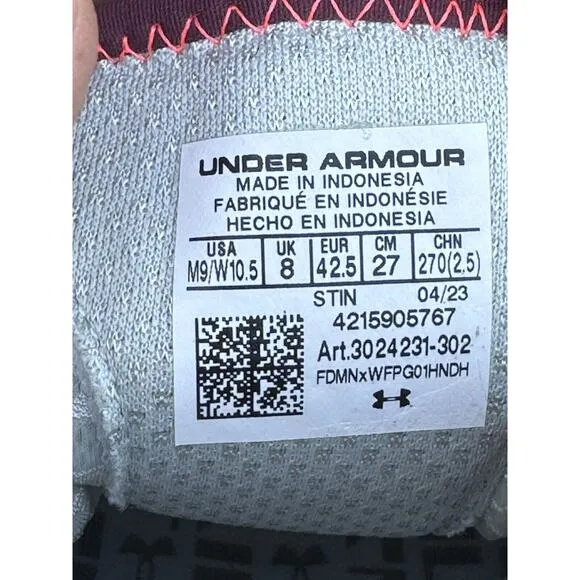 UNDER ARMOUR
MADE IN INDONESIA
FABRIQUÉ EN INDONÉSIE
HECHO EN INDONESIA
USA UK EUR CM CHN
M9/W10.5 8 42.5 27 270(2.5)
STIN 04/23
4215905767
Art.3024231-302
FDMNxWFPG01HNDH